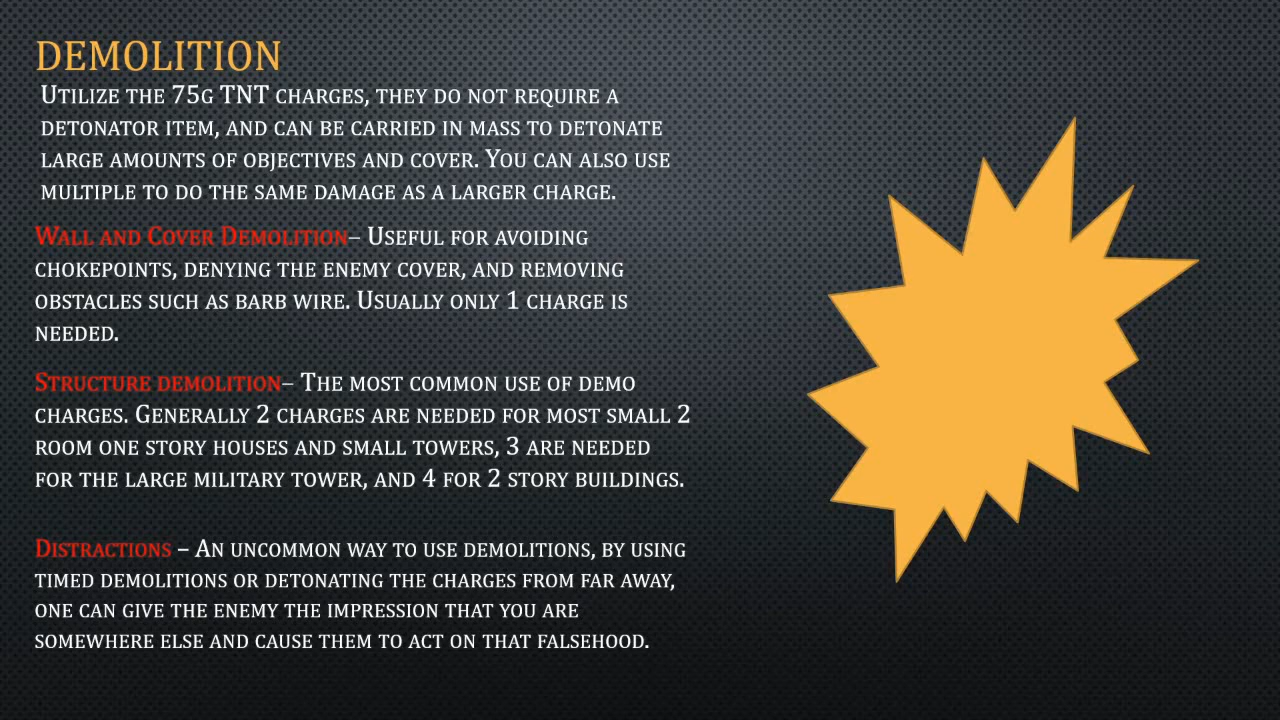 DEMOLITION
Utilize the 75g TNT charges, they do not require a
detonator item, and can be carried in mass to detonate
large amounts of objectives and cover. You can also use
multiple to do the same damage as a larger charge.
Wall and Cover Demolition– Useful for avoiding
chokepoints, denying the enemy cover, and removing
obstacles such as barb wire. Usually only 1 charge is
needed.
Structure demolition– The most common use of demo
charges. Generally 2 charges are needed for most small 2
room one story houses and small towers, 3 are needed
for the large military tower, and 4 for 2 story buildings.
Distractions – An uncommon way to use demolitions, by using
timed demolitions or detonating the charges from far away,
one can give the enemy the impression that you are
somewhere else and cause them to act on that falsehood.